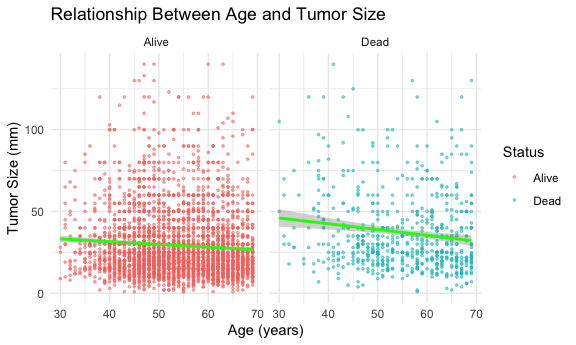 Relationship Between Age and Tumor Size
Alive Dead
Tumor Size (mm)
100
50
0
30 40 50 60 70 30 40 50 60 70
Age (years)
Status
Alive
Dead